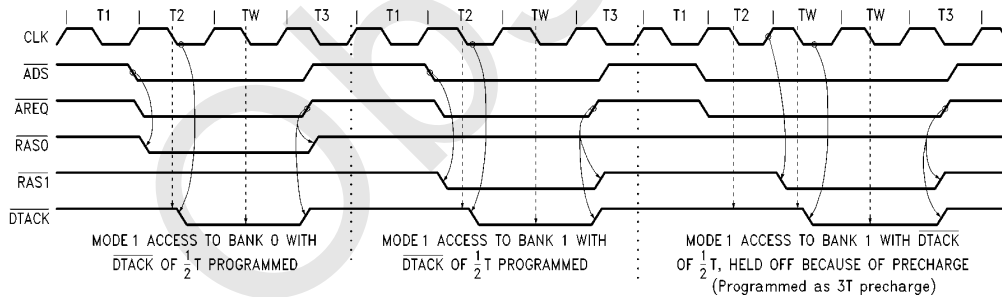 T1 T2 TW T3 T1 T2 TW T3 T1 T2 TW TW T3
CLK
ADS
AREQ
RAS0
RAS1
DTACK
MODE 1 ACCESS TO BANK 0 WITH
DTACK OF 1/2 T PROGRAMMED
MODE 1 ACCESS TO BANK 1 WITH
DTACK OF 1/2 T PROGRAMMED
MODE 1 ACCESS TO BANK 1 WITH DTACK
OF 1/2 T, HELD OFF BECAUSE OF PRECHARGE
(Programmed as 3T precharge)